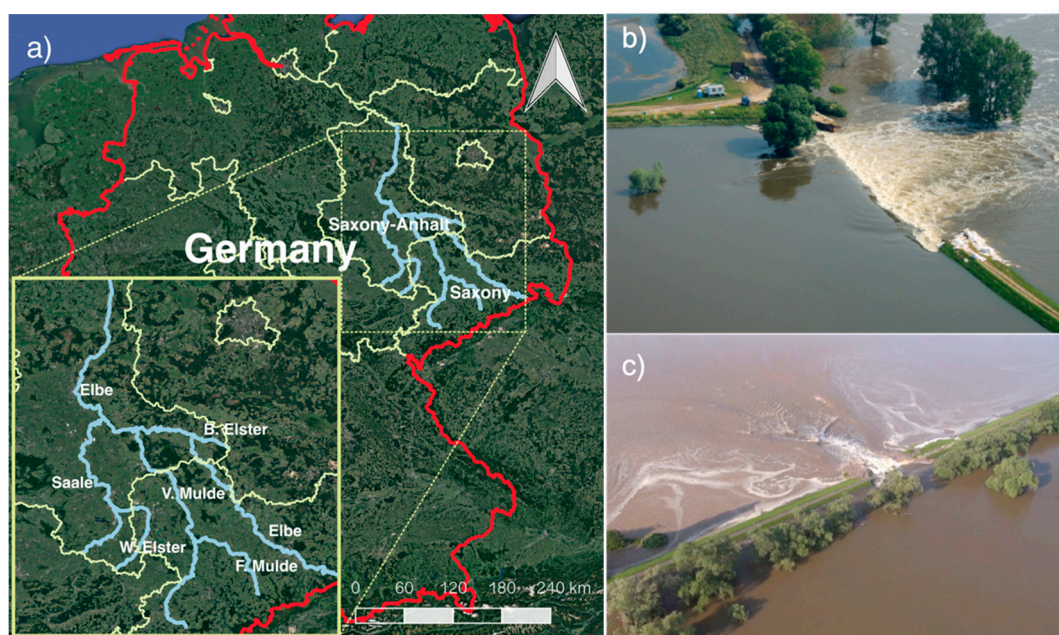 a)
Saxony-Anhalt
Germany
Saxony
Elbe
B. Elster
Saale
V. Mulde
Elbe
W. Elster
F. Mulde
0 60 120 180 240 km
b)
c)